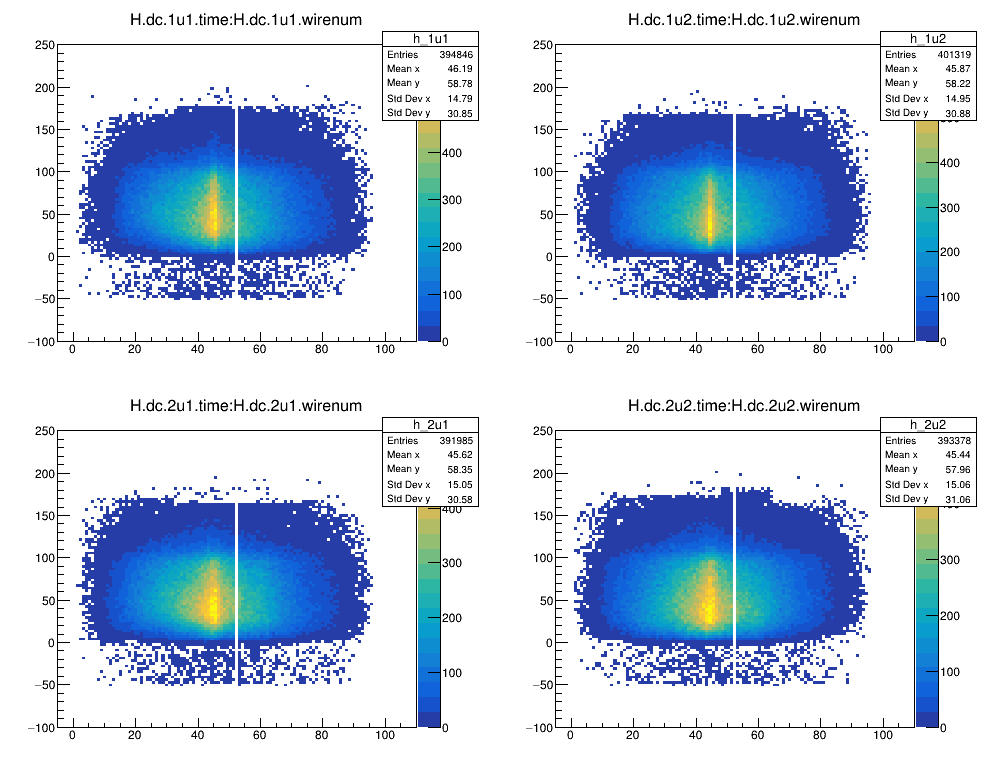 H.dc.1u1.time:H.dc.1u1.wirenum
h_1u1
Entries 394846
Mean x 46.19
Mean y 58.78
Std Dev x 14.79
Std Dev y 30.85
250
200
150
100
50
0
−50
−100
0 20 40 60 80 100
400
300
200
100
0
H.dc.1u2.time:H.dc.1u2.wirenum
h_1u2
Entries 401319
Mean x 45.87
Mean y 58.22
Std Dev x 14.95
Std Dev y 30.88
250
200
150
100
50
0
−50
−100
0 20 40 60 80 100
400
300
200
100
0
H.dc.2u1.time:H.dc.2u1.wirenum
h_2u1
Entries 391985
Mean x 45.62
Mean y 58.35
Std Dev x 15.05
Std Dev y 30.58
250
200
150
100
50
0
−50
−100
0 20 40 60 80 100
400
300
200
100
0
H.dc.2u2.time:H.dc.2u2.wirenum
h_2u2
Entries 393378
Mean x 45.44
Mean y 57.96
Std Dev x 15.06
Std Dev y 31.06
250
200
150
100
50
0
−50
−100
0 20 40 60 80 100
300
200
100
0